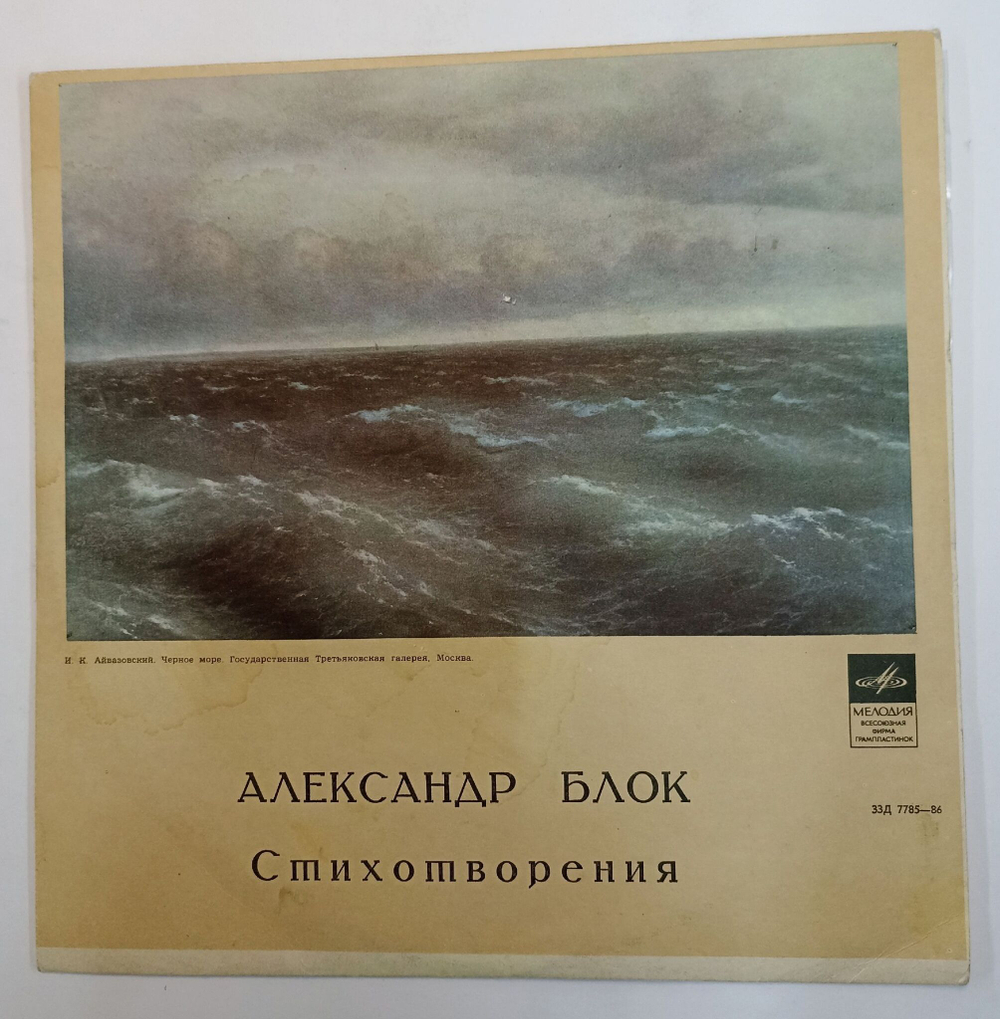 И. К. Айвазовский. Черное море. Государственная Третьяковская галерея, Москва.
МЕЛОДИЯ
ВСЕСОЮЗНАЯ
ФИРМА
ГРАМПЛАСТИНОК
АЛЕКСАНДР БЛОК
33Д 7785—86
Стихотворения